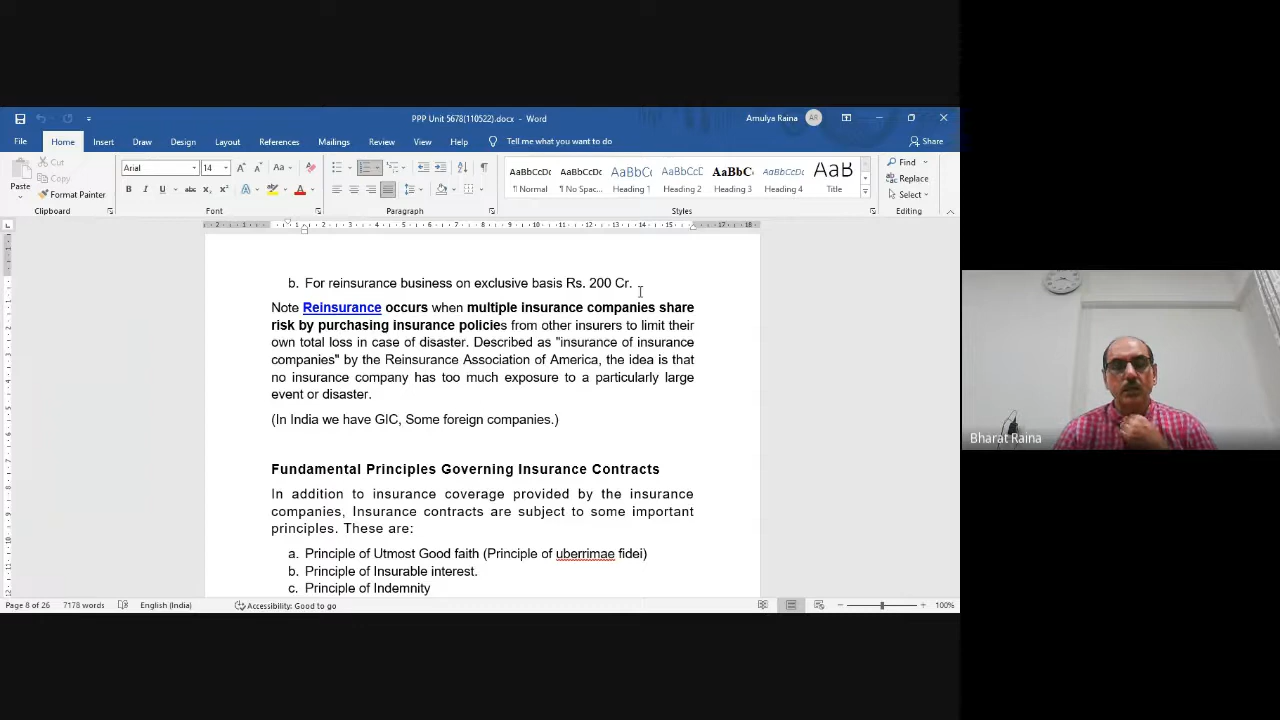 PPP Unit 5678(110522).docx - Word
Amulya Raina AR
File Home Insert Draw Design Layout References Mailings Review View Help Tell me what you want to do Share
Paste
Cut
Copy
Format Painter
Clipboard
Arial 14
Font
Paragraph
AaBbCcDc AaBbCcDc AaBbC( AaBbCcD AaBbC AaBbCcDc AaB
¶ Normal ¶ No Spac... Heading 1 Heading 2 Heading 3 Heading 4 Title
Styles
Find
Replace
Select
Editing
b. For reinsurance business on exclusive basis Rs. 200 Cr.
Note Reinsurance occurs when multiple insurance companies share
risk by purchasing insurance policies from other insurers to limit their
own total loss in case of disaster. Described as "insurance of insurance
companies" by the Reinsurance Association of America, the idea is that
no insurance company has too much exposure to a particularly large
event or disaster.
(In India we have GIC, Some foreign companies.)
Fundamental Principles Governing Insurance Contracts
In addition to insurance coverage provided by the insurance
companies, Insurance contracts are subject to some important
principles. These are:
a. Principle of Utmost Good faith (Principle of uberrimae fidei)
b. Principle of Insurable interest.
c. Principle of Indemnity
Page 8 of 26 7178 words English (India) Accessibility: Good to go 100%
Bharat Raina